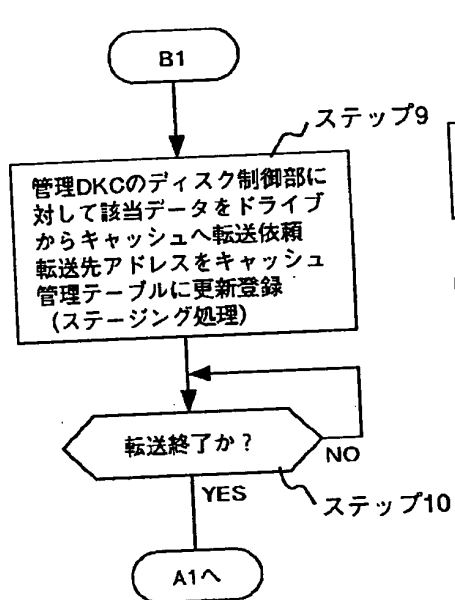 B1
ステップ9
管理DKCのディスク制御部に
対して該当データをドライブ
からキャッシュへ転送依頼
転送先アドレスをキャッシュ
管理テーブルに更新登録
(ステージング処理)
転送終了か?
NO
YES
ステップ10
A1へ